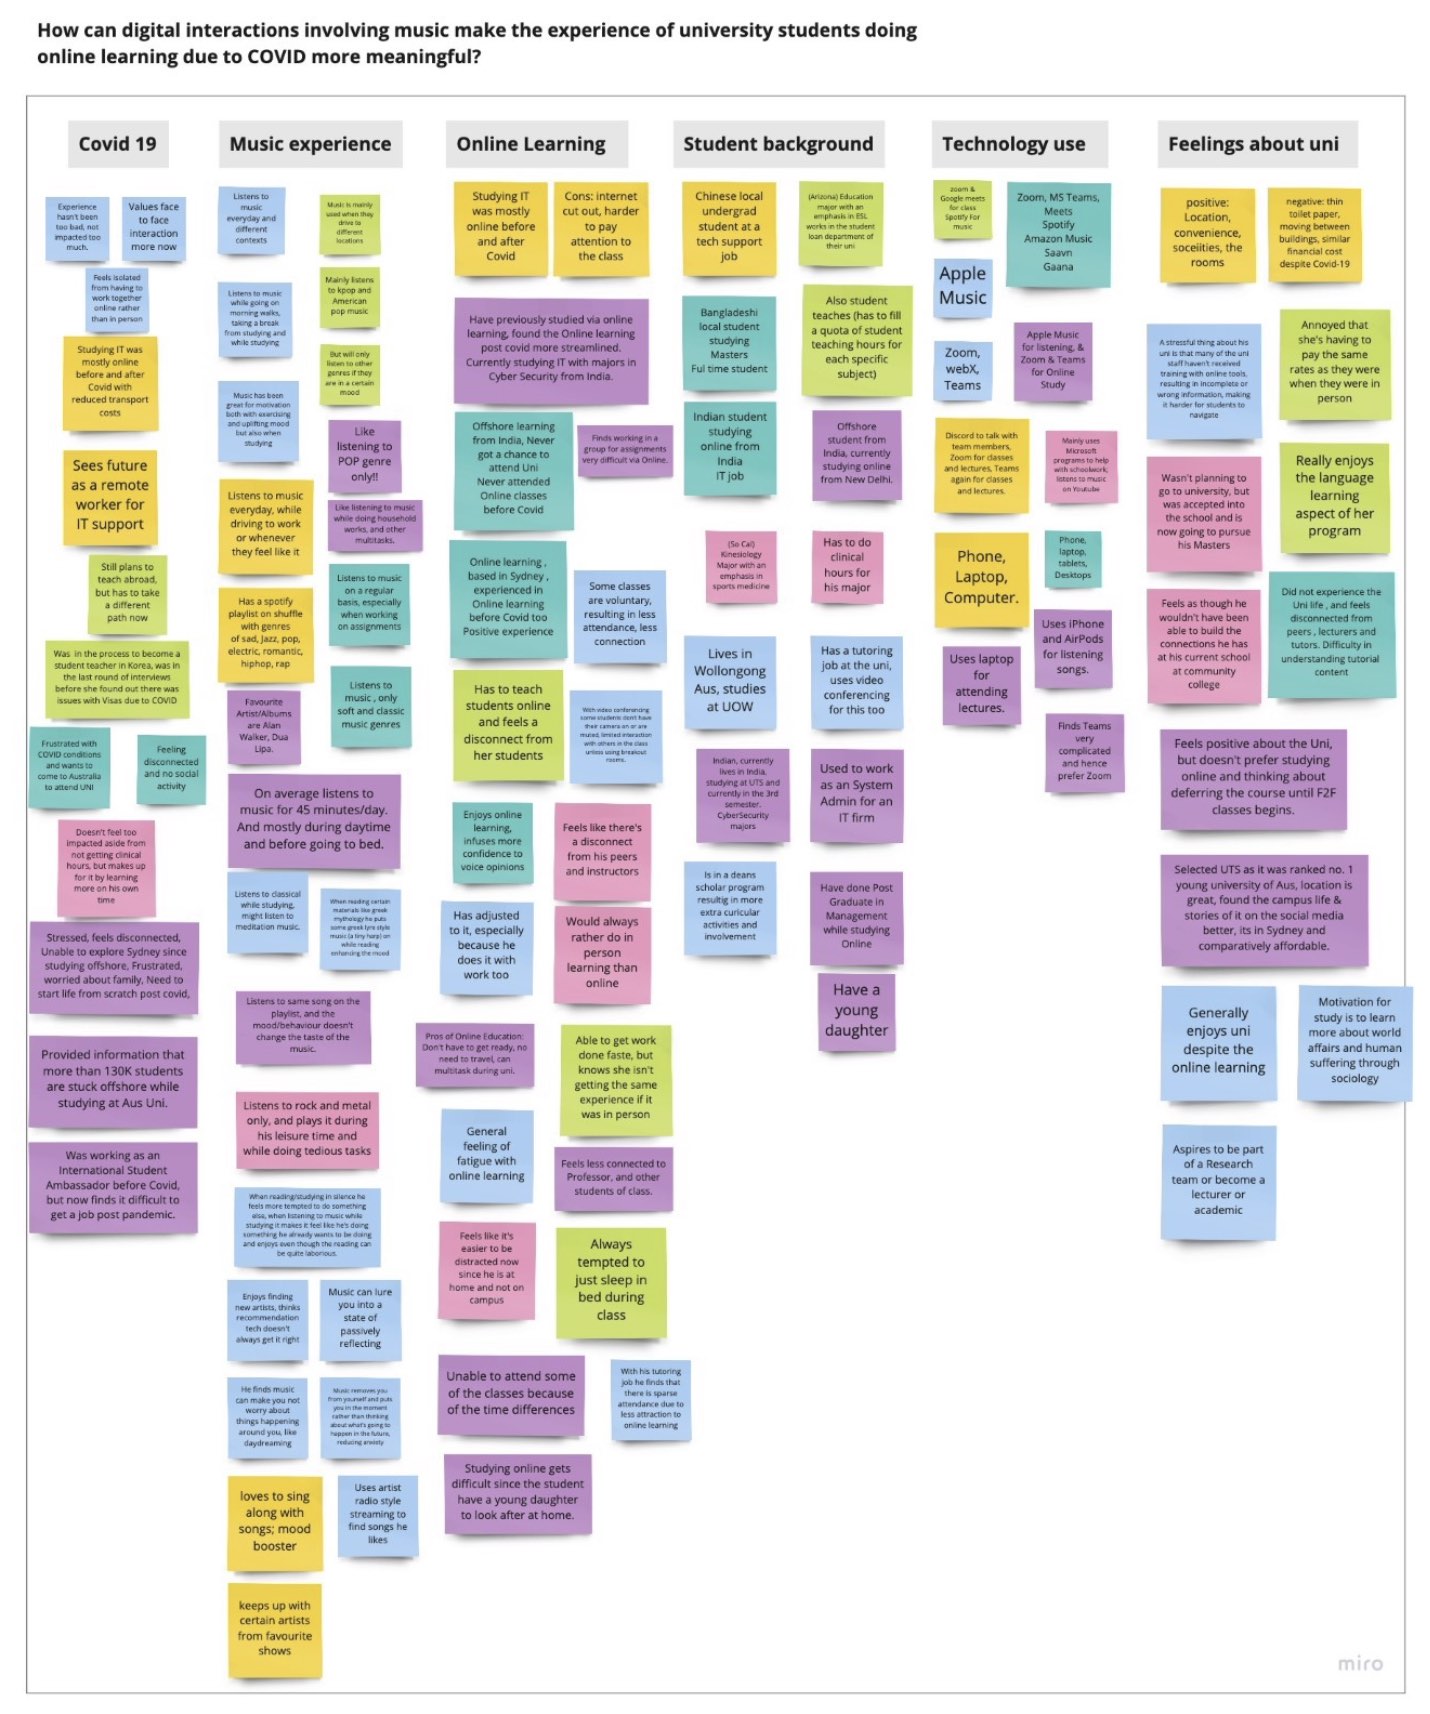 How can digital interactions involving music make the experience of university students doing
online learning due to COVID more meaningful?
Covid 19
Experience
hasn't been
too bad, not
impacted too
much.
Values face
to face
interaction
more now
Feels isolated
from having to
work together
online rather
than in person
Studying IT was
mostly online
before and after
Covid with
reduced transport
costs
Sees future
as a remote
worker for
IT support
Still plans to
teach abroad,
but has to take
a different
path now
Was in the process to become a
student teacher in Korea, was in
the last round of interviews
before she found out there was
issues with Visas due to COVID
Frustrated with
COVID conditions
and wants to
come to Australia
to attend UNI
Feeling
disconnected
and no social
activity
Doesn't feel too
impacted aside from
not getting clinical
hours, but makes up
for it by learning
more on his own
time
Stressed, feels disconnected,
Unable to explore Sydney since
studying offshore, Frustrated,
worried about family, Need to
start life from scratch post covid,
Provided information that
more than 130K students
are stuck offshore while
studying at Aus Uni.
Was working as an
International Student
Ambassador before Covid,
but now finds it difficult to
get a job post pandemic.
Music experience
Listens to
music
everyday and
different
contexts
Music is mainly
used when they
drive to
different
locations
Mainly listens
to kpop and
American
pop music
Listens to music
while going on
morning walks,
taking a break
from studying and
while studying
But will only
listen to other
genres if they
are in a certain
mood
Music has been
great for motivation
both with exercising
and uplifting mood
but also when
studying
Like
listening to
POP genre
only!!
Listens to music
everyday, while
driving to work
or whenever
they feel like it
Like listening to music
while doing household
works, and other
multitasks.
Listens to music
on a regular
basis, especially
when working
on assignments
Has a spotify
playlist on shuffle
with genres
of sad, Jazz, pop,
electric, romantic,
hiphop, rap
Listens to
music , only
soft and classic
music genres
Favourite
Artist/Albums
are Alan
Walker, Dua
Lipa.
On average listens to
music for 45 minutes/day.
And mostly during daytime
and before going to bed.
Listens to classical
while studying,
might listen to
meditation music.
When reading certain
materials like greek
mythology he puts
some greek lyre style
music (a tiny harp) on
while reading
enhancing the mood
Listens to same song on the
playlist, and the
mood/behaviour doesn't
change the taste of the
music.
Listens to rock and metal
only, and plays it during
his leisure time and
while doing tedious tasks
When reading/studying in silence he
feels more tempted to do something
else, when listening to music while
studying it makes it feel like he's doing
something he already wants to be doing
and enjoys even though the reading can
be quite laborious.
Enjoys finding
new artists, thinks
recommendation
tech doesn't
always get it right
Music can lure
you into a
state of
passively
reflecting
He finds music
can make you not
worry about
things happening
around you, like
daydreaming
Music removes you
from yourself and puts
you in the moment
rather than thinking
about what's going to
happen in the future,
reducing anxiety
loves to sing
along with
songs; mood
booster
Uses artist
radio style
streaming to
find songs he
likes
keeps up with
certain artists
from favourite
shows
Online Learning
Studying IT
was mostly
online before
and after
Covid
Cons: internet
cut out, harder
to pay
attention to
the class
Have previously studied via online
learning, found the Online learning
post covid more streamlined.
Currently studying IT with majors in
Cyber Security from India.
Offshore learning
from India, Never
got a chance to
attend Uni
Never attended
Online classes
before Covid
Finds working in a
group for assignments
very difficult via Online.
Online learning ,
based in Sydney ,
experienced in
Online learning
before Covid too
Positive experience
Some classes
are voluntary,
resulting in less
attendance, less
connection
Has to teach
students online
and feels a
disconnect from
her students
With video conferencing
some students don't have
their camera on or are
muted, limited interaction
with others in the class
unless using breakout
rooms.
Enjoys online
learning,
infuses more
confidence to
voice opinions
Feels like there's
a disconnect
from his peers
and instructors
Has adjusted
to it, especially
because he
does it with
work too
Would always
rather do in
person
learning than
online
Pros of Online Education:
Don't have to get ready, no
need to travel, can
multitask during uni.
Able to get work
done faste, but
knows she isn't
getting the same
experience if it
was in person
General
feeling of
fatigue with
online learning
Feels less connected to
Professor, and other
students of class.
Feels like it's
easier to be
distracted now
since he is at
home and not on
campus
Always
tempted to
just sleep in
bed during
class
Unable to attend some
of the classes because
of the time differences
With his tutoring
job he finds that
there is sparse
attendance due to
less attraction to
online learning
Studying online gets
difficult since the student
have a young daughter
to look after at home.
Student background
Chinese local
undergrad
student at a
tech support
job
(Arizona) Education
major with an
emphasis in ESL
works in the student
loan department of
their uni
Bangladeshi
local student
studying
Masters
Ful time student
Also student
teaches (has to fill
a quota of student
teaching hours for
each specific
subject)
Indian student
studying
online from
India
IT job
Offshore
student from
India, currently
studying online
from New Delhi.
(So Cal)
Kinesiology
Major with an
emphasis in
sports medicine
Has to do
clinical
hours for
his major
Lives in
Wollongong
Aus, studies
at UOW
Has a tutoring
job at the uni,
uses video
conferencing
for this too
Indian, currently
lives in India,
studying at UTS and
currently in the 3rd
semester.
CyberSecurity
majors
Used to work
as an System
Admin for an
IT firm
Is in a deans
scholar program
resultig in more
extra curicular
activities and
involvement
Have done Post
Graduate in
Management
while studying
Online
Have a
young
daughter
Technology use
zoom &
Google meets
for class
Spotify For
music
Zoom, MS Teams,
Meets
Spotify
Amazon Music
Saavn
Gaana
Apple
Music
Zoom,
webX,
Teams
Apple Music
for listening, &
Zoom & Teams
for Online
Study
Discord to talk with
team members,
Zoom for classes
and lectures, Teams
again for classes
and lectures.
Mainly uses
Microsoft
programs to help
with schoolwork;
listens to music
on Youtube
Phone,
Laptop,
Computer.
Phone,
laptop,
tablets,
Desktops
Uses iPhone
and AirPods
for listening
songs.
Uses laptop
for
attending
lectures.
Finds Teams
very
complicated
and hence
prefer Zoom
Feelings about uni
positive:
Location,
convenience,
soceiities, the
rooms
negative: thin
toilet paper,
moving between
buildings, similar
financial cost
despite Covid-19
A stressful thing about his
uni is that many of the uni
staff haven't received
training with online tools,
resulting in incomplete or
wrong information, making
it harder for students to
navigate
Annoyed that
she's having to
pay the same
rates as they were
when they were in
person
Wasn't planning to
go to university, but
was accepted into
the school and is
now going to pursue
his Masters
Really enjoys
the language
learning
aspect of her
program
Feels as though he
wouldn't have been
able to build the
connections he has
at his current school
at community
college
Did not experience the
Uni life , and feels
disconnected from
peers , lecturers and
tutors. Difficulty in
understanding tutorial
content
Feels positive about the Uni,
but doesn't prefer studying
online and thinking about
deferring the course until F2F
classes begins.
Selected UTS as it was ranked no. 1
young university of Aus, location is
great, found the campus life &
stories of it on the social media
better, its in Sydney and
comparatively affordable.
Generally
enjoys uni
despite the
online learning
Motivation for
study is to learn
more about world
affairs and human
suffering through
sociology
Aspires to be part
of a Research
team or become a
lecturer or
academic
miro